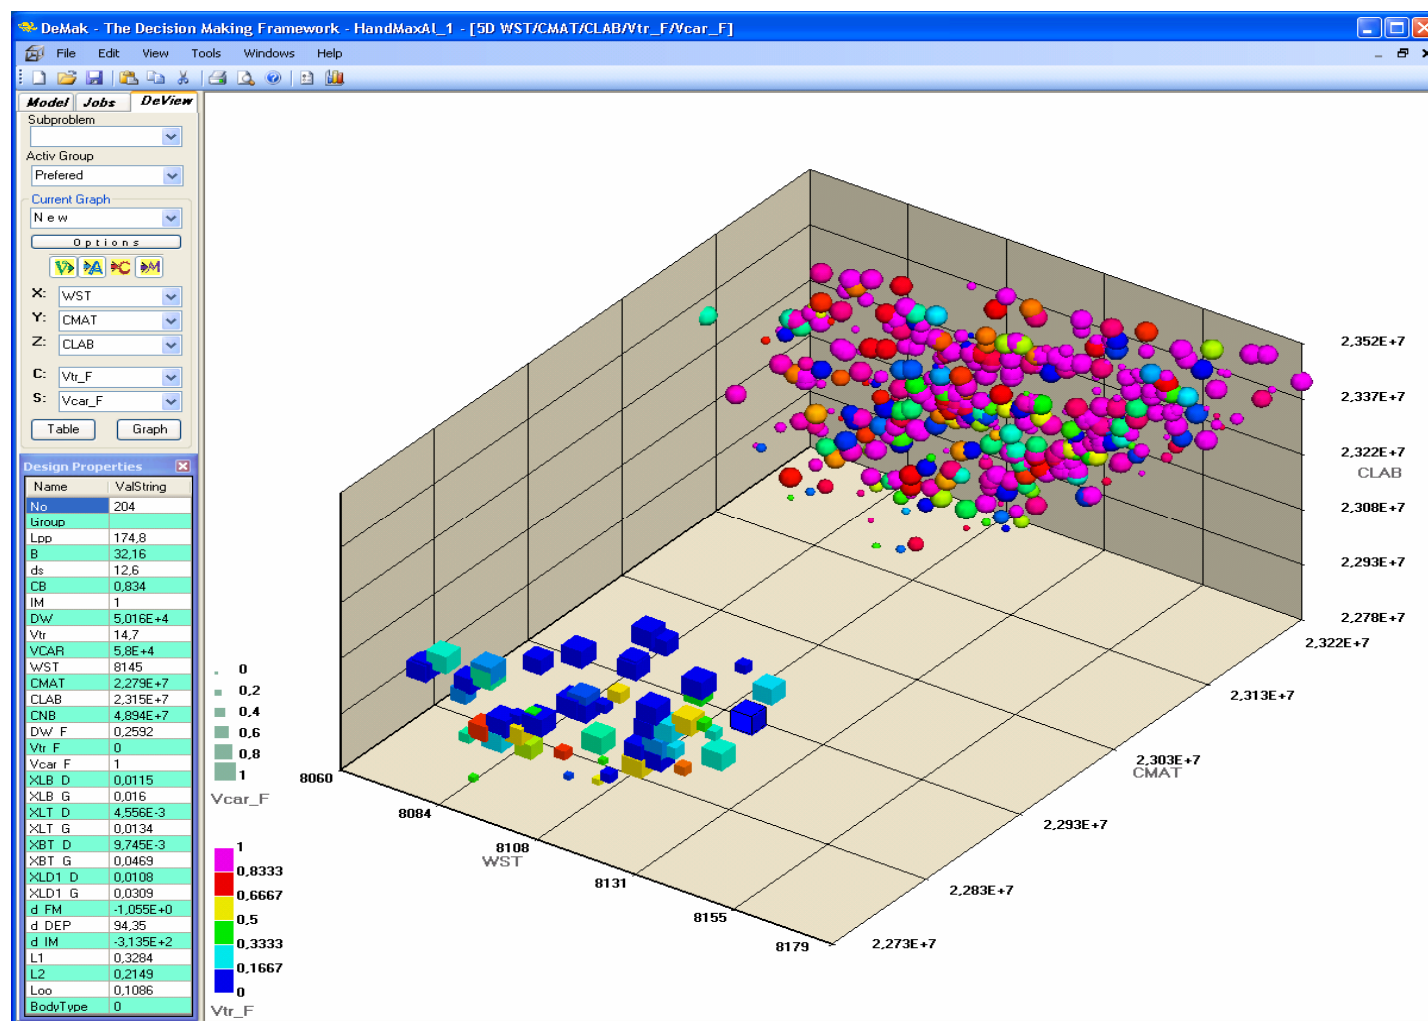 DeMak - The Decision Making Framework - HandMaxAl_1 - [5D WST/CMAT/CLAB/Vtr_F/Vcar_F]
File Edit View Tools Windows Help
Model Jobs DeView
Subproblem
Activ Group
Prefered
Current Graph
New
Options
V A C M
X: WST
Y: CMAT
Z: CLAB
C: Vtr_F
S: Vcar_F
Table Graph
Design Properties
Name ValString
No 204
Group
Lpp 174,8
B 32,16
ds 12,6
CB 0,834
IM 1
DW 5,016E+4
Vtr 14,7
VCAR 5,8E+4
WST 8145
CMAT 2,279E+7
CLAB 2,315E+7
CNB 4,894E+7
DW_F 0,2592
Vtr_F 0
Vcar_F 1
XLB_D 0,0115
XLB_G 0,016
XLT_D 4,556E-3
XLT_G 0,0134
XBT_D 9,745E-3
XBT_G 0,0469
XLD1_D 0,0108
XLD1_G 0,0309
d_FM -1,055E+0
d_DEP 94,35
d_IM -3,135E+2
L1 0,3284
L2 0,2149
Loo 0,1086
BodyType 0
0
0,2
0,4
0,6
0,8
1
Vcar_F
1
0,8333
0,6667
0,5
0,3333
0,1667
0
Vtr_F
8060
8084
8108
WST
8131
8155
8179
2,273E+7
2,283E+7
2,293E+7
2,303E+7
CMAT
2,313E+7
2,322E+7
2,352E+7
2,337E+7
2,322E+7
CLAB
2,308E+7
2,293E+7
2,278E+7